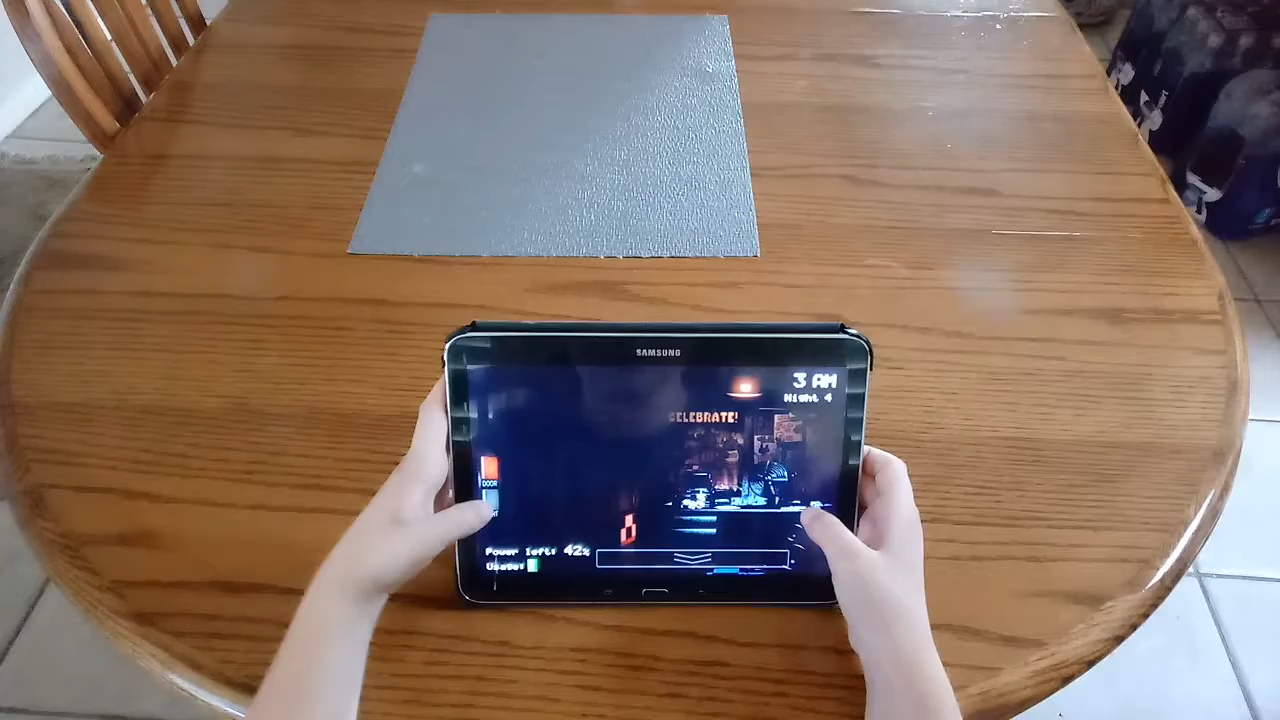 SAMSUNG
3 AM
Night 4
CELEBRATE!
DOOR
Power left: 42%
Usage: